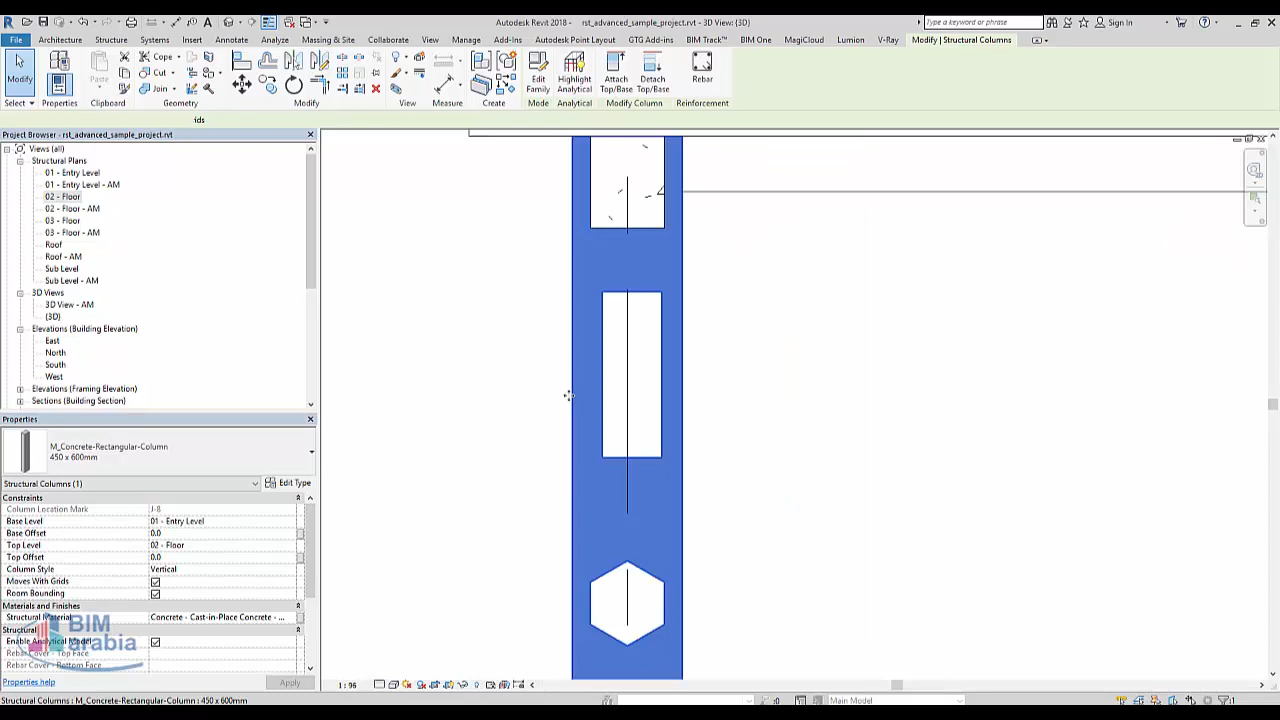 Autodesk Revit 2018 - rst_advanced_sample_project.rvt - 3D View: {3D}
Type a keyword or phrase
Sign In
File Architecture Structure Systems Insert Annotate Analyze Massing & Site Collaborate View Manage Add-Ins Autodesk Point Layout GTG Add-ins BIM Track™ BIM One MagiCloud Lumion V-Ray Modify | Structural Columns
Modify
Paste
Cope
Cut
Join
Edit Family
Highlight Analytical
Attach Top/Base
Detach Top/Base
Rebar
Select Properties Clipboard Geometry Modify View Measure Create Mode Analytical Modify Column Reinforcement
ids
Project Browser - rst_advanced_sample_project.rvt
Views (all)
Structural Plans
01 - Entry Level
01 - Entry Level - AM
02 - Floor
02 - Floor - AM
03 - Floor
03 - Floor - AM
Roof
Roof - AM
Sub Level
Sub Level - AM
3D Views
3D View - AM
{3D}
Elevations (Building Elevation)
East
North
South
West
Elevations (Framing Elevation)
Sections (Building Section)
Properties
M_Concrete-Rectangular-Column
450 x 600mm
Structural Columns (1) Edit Type
Constraints
Column Location Mark J-8
Base Level 01 - Entry Level
Base Offset 0.0
Top Level 02 - Floor
Top Offset 0.0
Column Style Vertical
Moves With Grids
Room Bounding
Materials and Finishes
Structural Material Concrete - Cast-in-Place Concrete - ...
Structural
Enable Analytical Model
Rebar Cover - Top Face
Rebar Cover - Bottom Face
BIM
arabia
Properties help Apply
1 : 96
Structural Columns : M_Concrete-Rectangular-Column : 450 x 600mm
:0
Main Model
:1